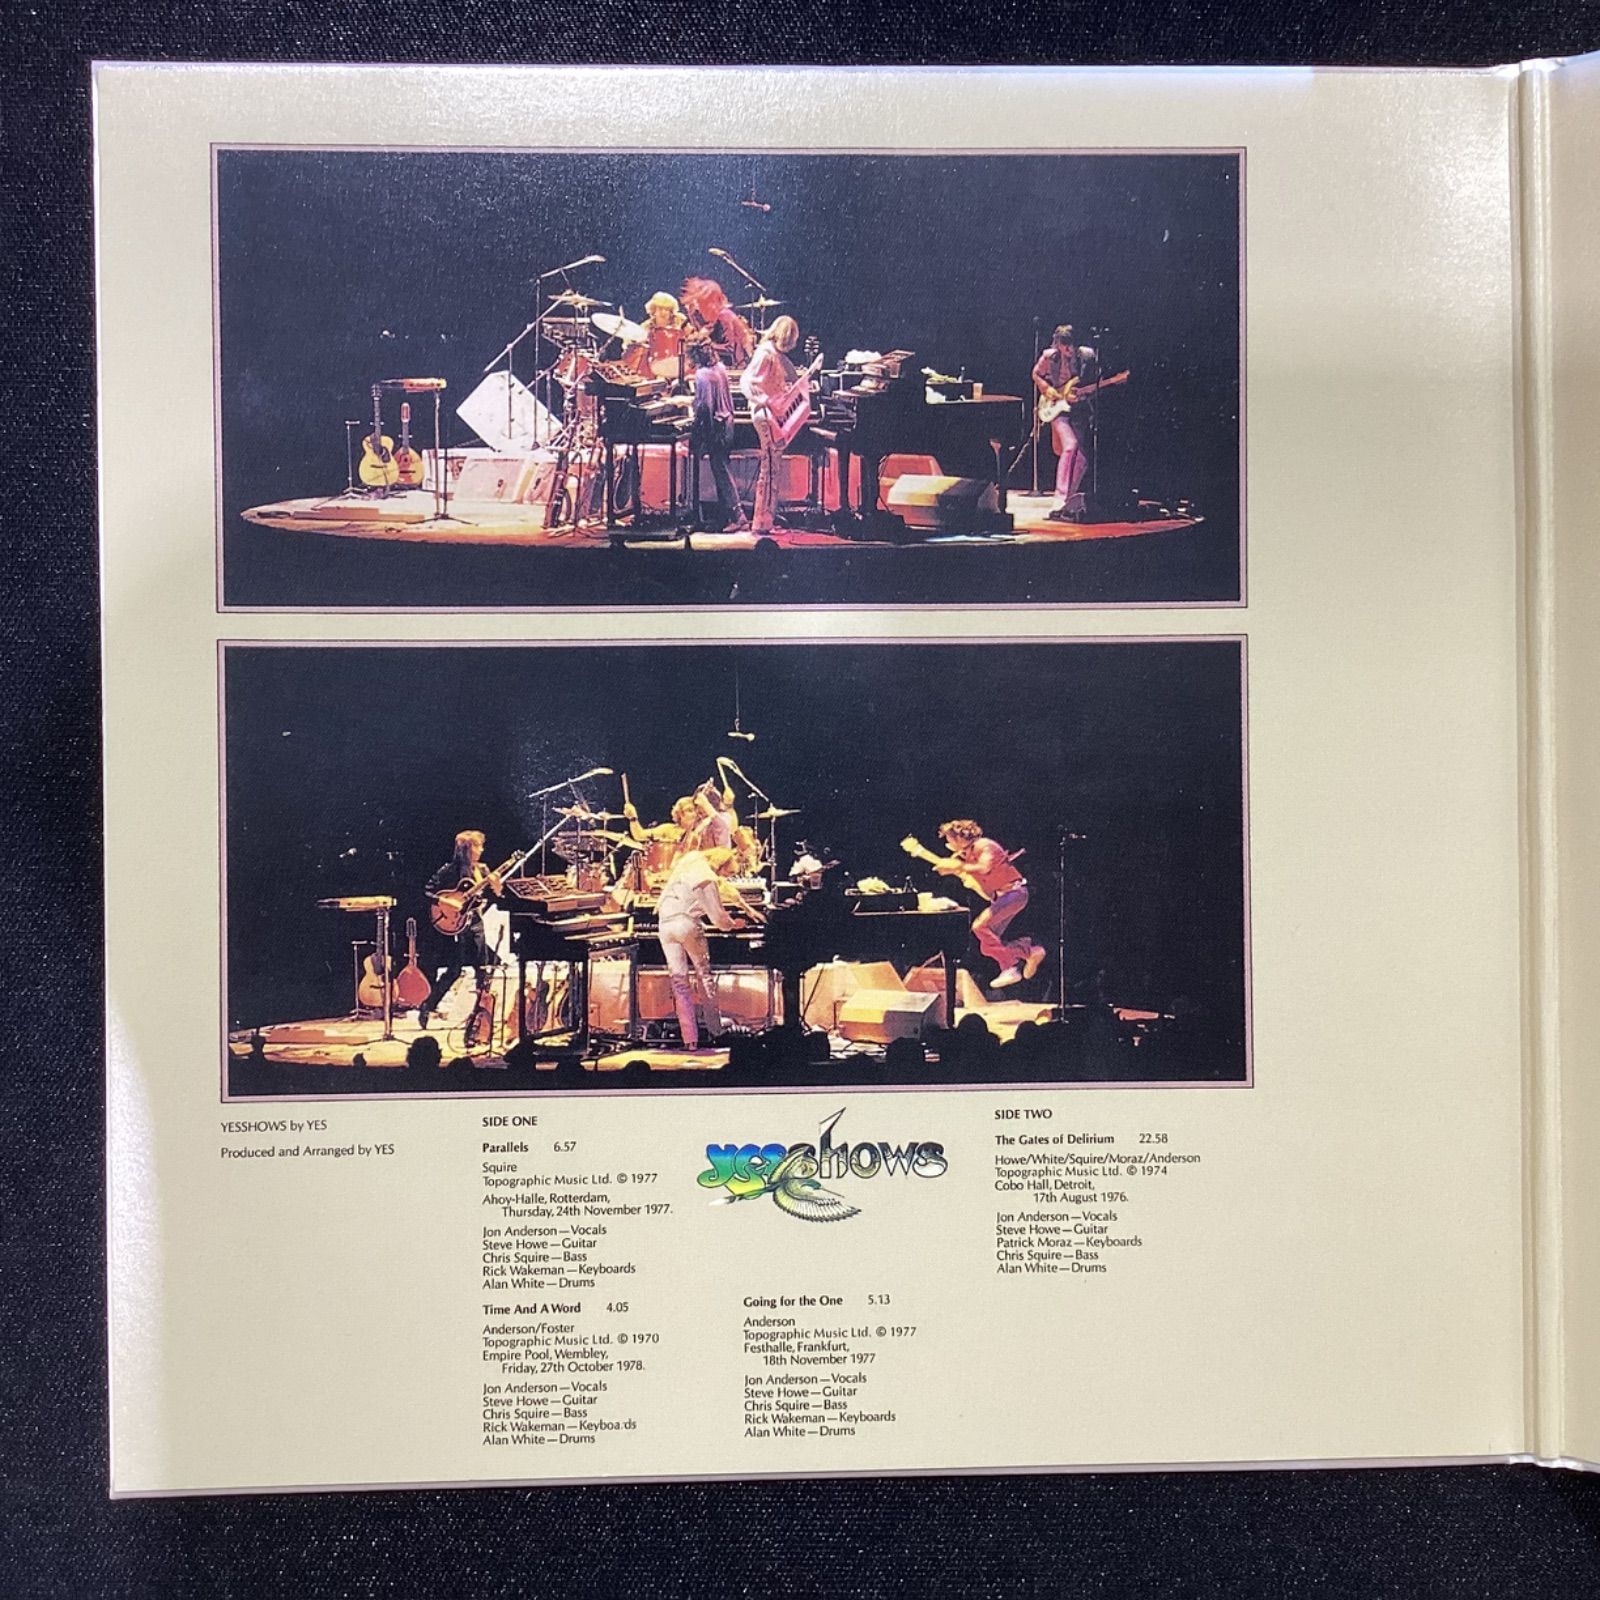 YESSHOWS by YES
Produced and Arranged by YES
SIDE ONE
Parallels 6.57
Squire
Topographic Music Ltd. © 1977
Ahoy-Halle, Rotterdam,
Thursday, 24th November 1977.
Jon Anderson—Vocals
Steve Howe—Guitar
Chris Squire—Bass
Rick Wakeman—Keyboards
Alan White—Drums
Time And A Word 4.05
Anderson/Foster
Topographic Music Ltd. © 1970
Empire Pool, Wembley,
Friday, 27th October 1978.
Jon Anderson—Vocals
Steve Howe—Guitar
Chris Squire—Bass
Rick Wakeman—Keyboards
Alan White—Drums
yesshows
Going for the One 5.13
Anderson
Topographic Music Ltd. © 1977
Festhalle, Frankfurt,
18th November 1977
Jon Anderson—Vocals
Steve Howe—Guitar
Chris Squire—Bass
Rick Wakeman—Keyboards
Alan White—Drums
SIDE TWO
The Gates of Delirium 22.58
Howe/White/Squire/Moraz/Anderson
Topographic Music Ltd. © 1974
Cobo Hall, Detroit,
17th August 1976.
Jon Anderson—Vocals
Steve Howe—Guitar
Patrick Moraz—Keyboards
Chris Squire—Bass
Alan White—Drums